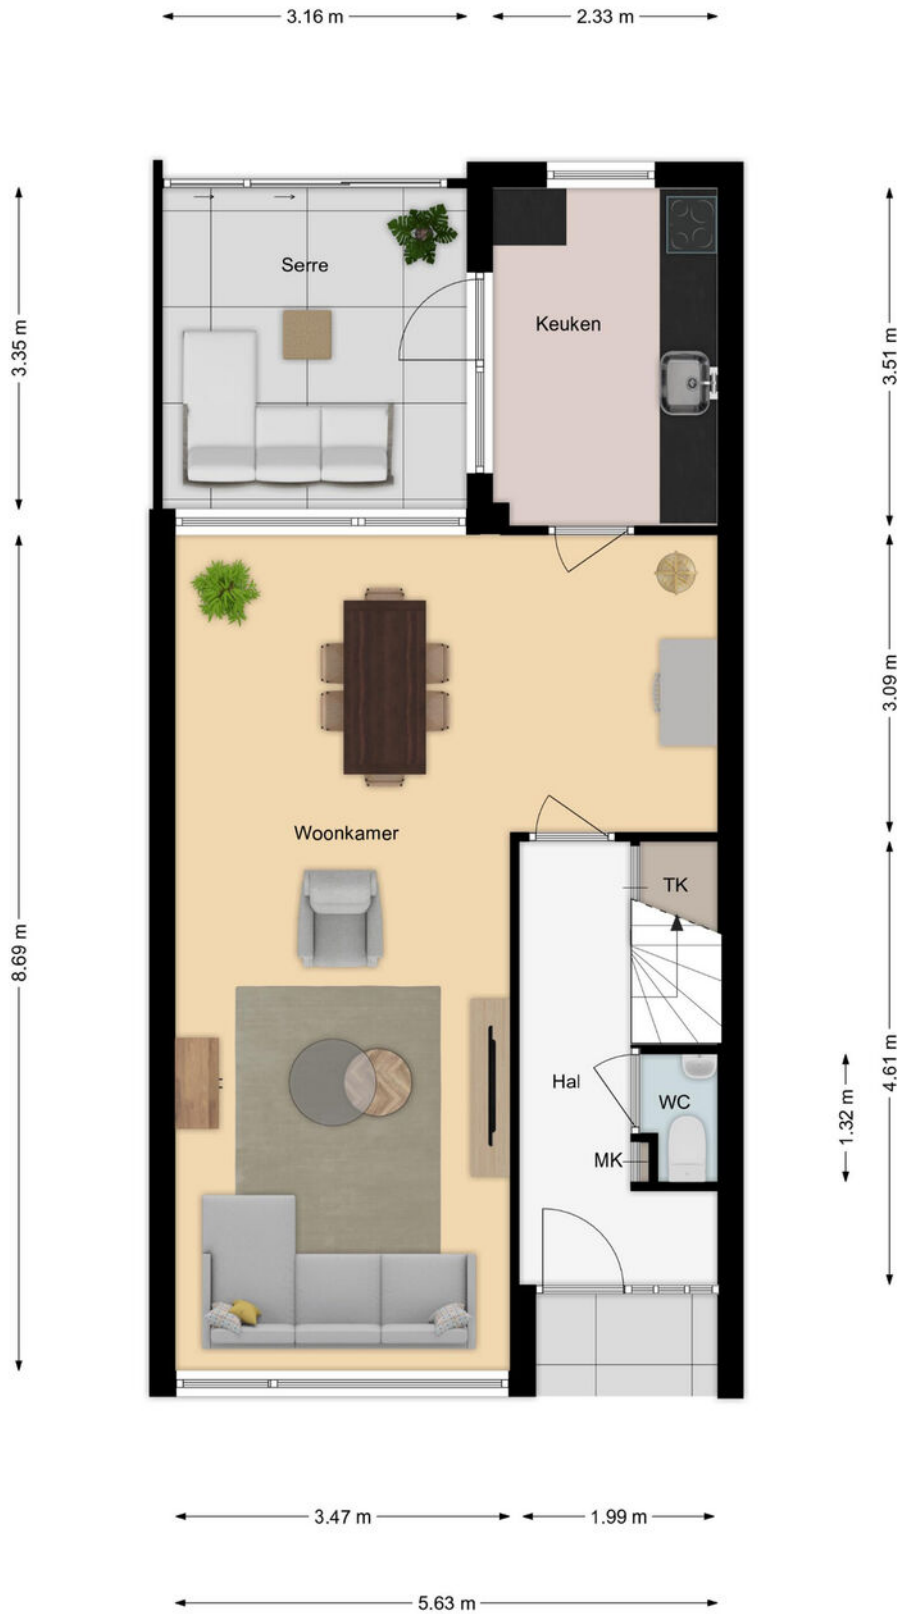 3.16 m
2.33 m
Serre
Keuken
3.35 m
3.51 m
3.09 m
Woonkamer
TK
8.69 m
4.61 m
Hal
WC
1.32 m
MK
3.47 m
1.99 m
5.63 m